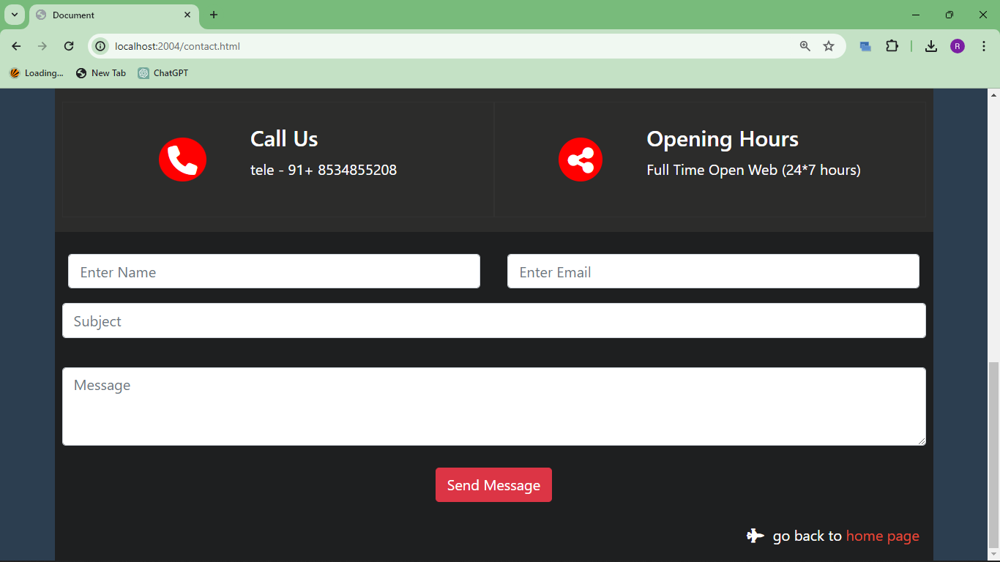 Document
localhost:2004/contact.html
R
Loading...
New Tab
ChatGPT
Call Us
tele - 91+ 8534855208
Opening Hours
Full Time Open Web (24*7 hours)
Enter Name
Enter Email
Subject
Message
Send Message
go back to home page